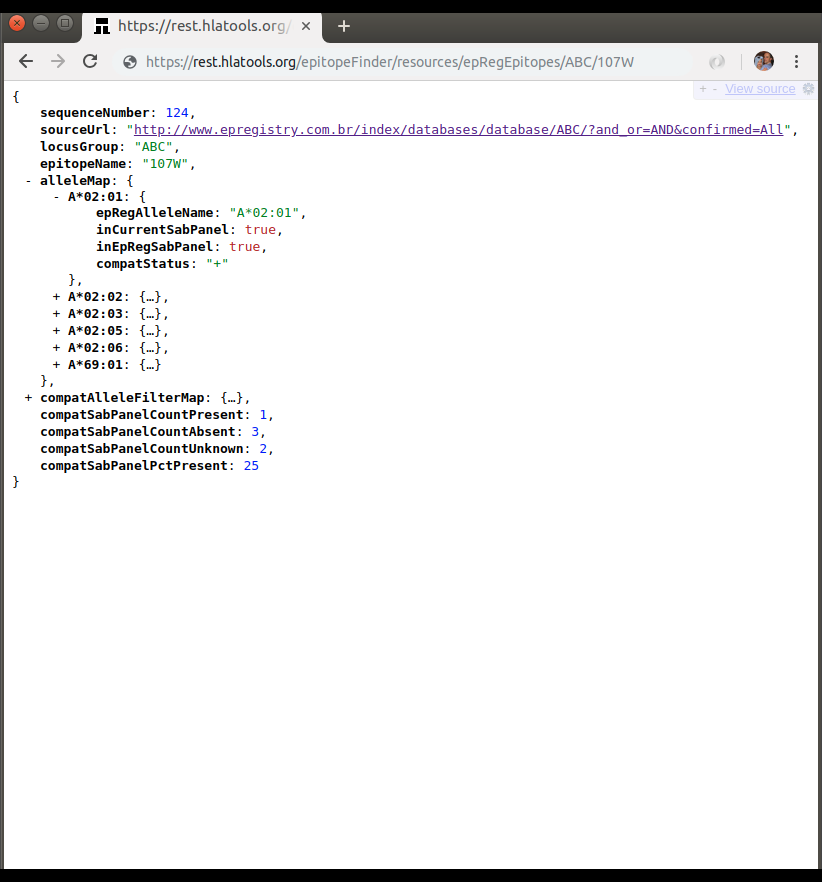 https://rest.hlatools.org/
https://rest.hlatools.org/epitopeFinder/resources/epRegEpitopes/ABC/107W
+ - View source
{
sequenceNumber: 124,
sourceUrl: "http://www.epregistry.com.br/index/databases/database/ABC/?and_or=AND&confirmed=All",
locusGroup: "ABC",
epitopeName: "107W",
- alleleMap: {
- A*02:01: {
epRegAlleleName: "A*02:01",
inCurrentSabPanel: true,
inEpRegSabPanel: true,
compatStatus: "+"
},
+ A*02:02: {…},
+ A*02:03: {…},
+ A*02:05: {…},
+ A*02:06: {…},
+ A*69:01: {…}
},
+ compatAlleleFilterMap: {…},
compatSabPanelCountPresent: 1,
compatSabPanelCountAbsent: 3,
compatSabPanelCountUnknown: 2,
compatSabPanelPctPresent: 25
}